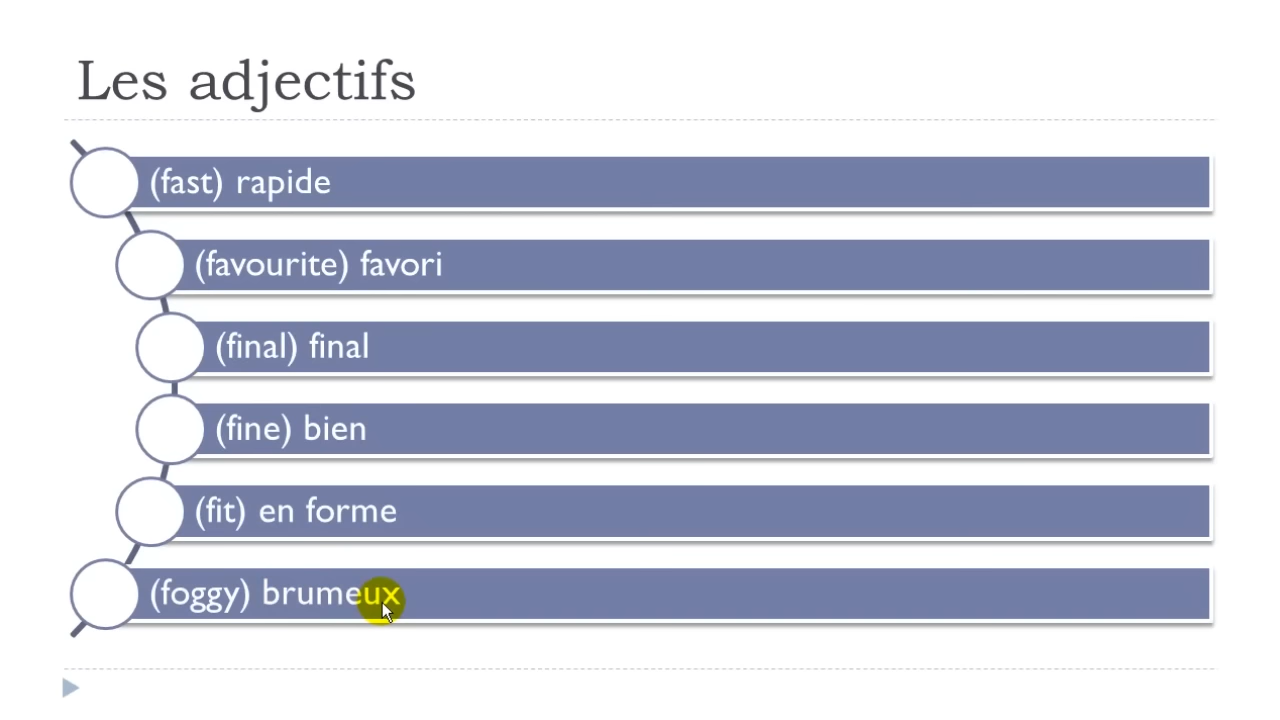 Les adjectifs
(fast) rapide
(favourite) favori
(final) final
(fine) bien
(fit) en forme
(foggy) brumeux